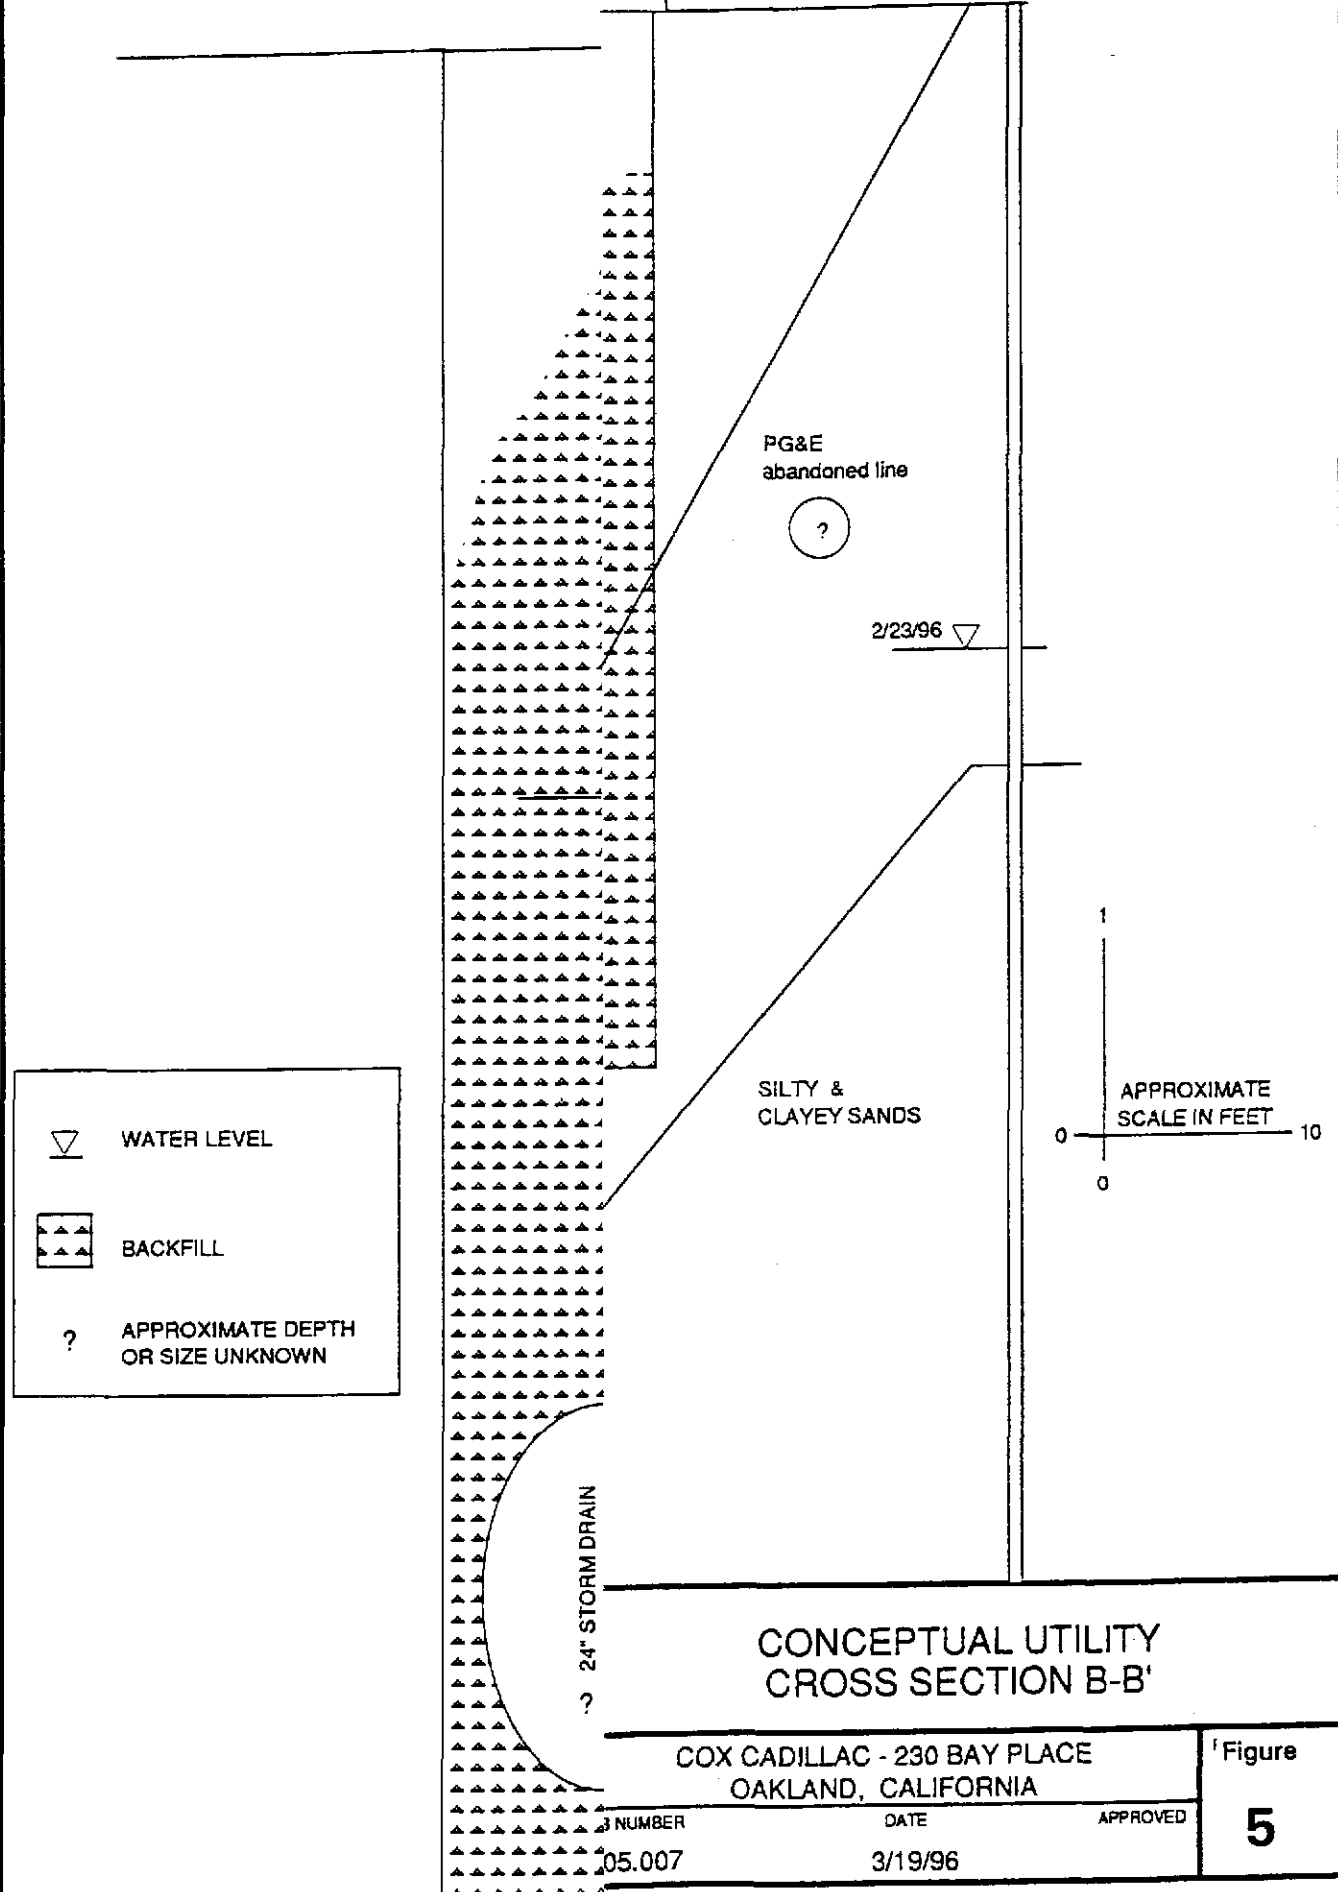 PG&E
abandoned line
?
2/23/96
1
APPROXIMATE
SCALE IN FEET
0
10
0
SILTY &
CLAYEY SANDS
WATER LEVEL
BACKFILL
?
APPROXIMATE DEPTH
OR SIZE UNKNOWN
? 24" STORM DRAIN
CONCEPTUAL UTILITY
CROSS SECTION B-B'
COX CADILLAC - 230 BAY PLACE
OAKLAND, CALIFORNIA
Figure
5
NUMBER
DATE
APPROVED
05.007
3/19/96